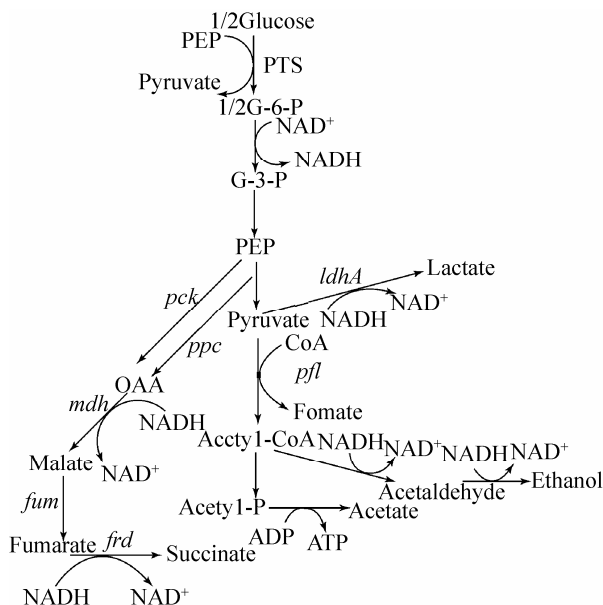 1/2Glucose
PEP
PTS
Pyruvate
1/2G-6-P
NAD⁺
NADH
G-3-P
PEP
Lactate
ldhA
pck
NAD⁺
Pyruvate NADH
CoA
ppc
pfl
OAA
mdh
NADH
Fomate
Accty1-CoA NADH NAD⁺ NADH NAD⁺
Malate
NAD⁺
Acetaldehyde Ethanol
fum
Acety1-P Acetate
ADP ATP
Fumarate frd Succinate
NADH NAD⁺